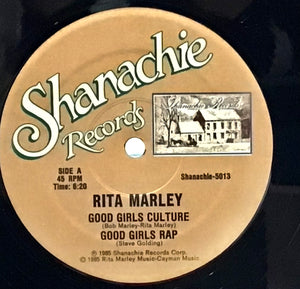 Shanachie
Records
Shanachie Records
SIDE A
45 RPM
Time: 6:20
Shanachie-5013
RITA MARLEY
GOOD GIRLS CULTURE
(Bob Marley-Rita Marley)
GOOD GIRLS RAP
(Steve Golding)
℗ 1985 Shanachie Records Corp.
© 1985 Rita Marley Music-Cayman Music